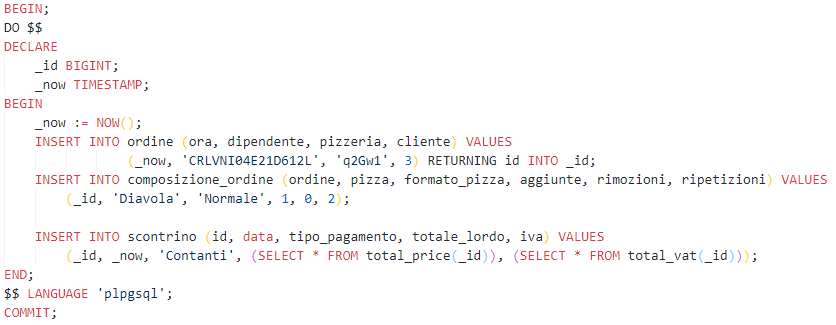 BEGIN;
DO $$
DECLARE
    _id BIGINT;
    _now TIMESTAMP;
BEGIN
    _now := NOW();
    INSERT INTO ordine (ora, dipendente, pizzeria, cliente) VALUES
                (_now, 'CRLVNI04E21D612L', 'q2Gw1', 3) RETURNING id INTO _id;
    INSERT INTO composizione_ordine (ordine, pizza, formato_pizza, aggiunte, rimozioni, ripetizioni) VALUES
        (_id, 'Diavola', 'Normale', 1, 0, 2);

    INSERT INTO scontrino (id, data, tipo_pagamento, totale_lordo, iva) VALUES
        (_id, _now, 'Contanti', (SELECT * FROM total_price(_id)), (SELECT * FROM total_vat(_id)));
END;
$$ LANGUAGE 'plpgsql';
COMMIT;